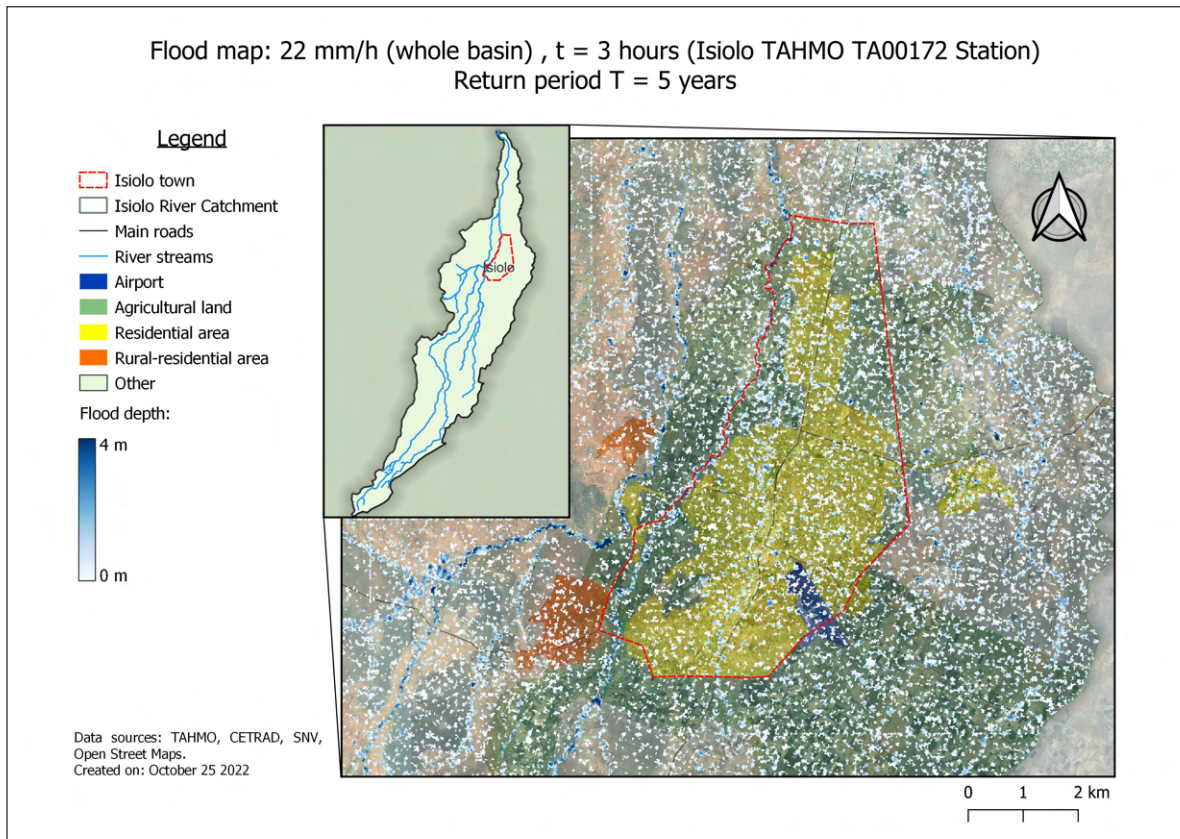 Flood map: 22 mm/h (whole basin) , t = 3 hours (Isiolo TAHMO TA00172 Station)
Return period T = 5 years
Legend
Isiolo town
Isiolo River Catchment
Main roads
River streams
Airport
Agricultural land
Residential area
Rural-residential area
Other
Flood depth:
4 m
0 m
siolo
Data sources: TAHMO, CETRAD, SNV,
Open Street Maps.
Created on: October 25 2022
0 1 2 km